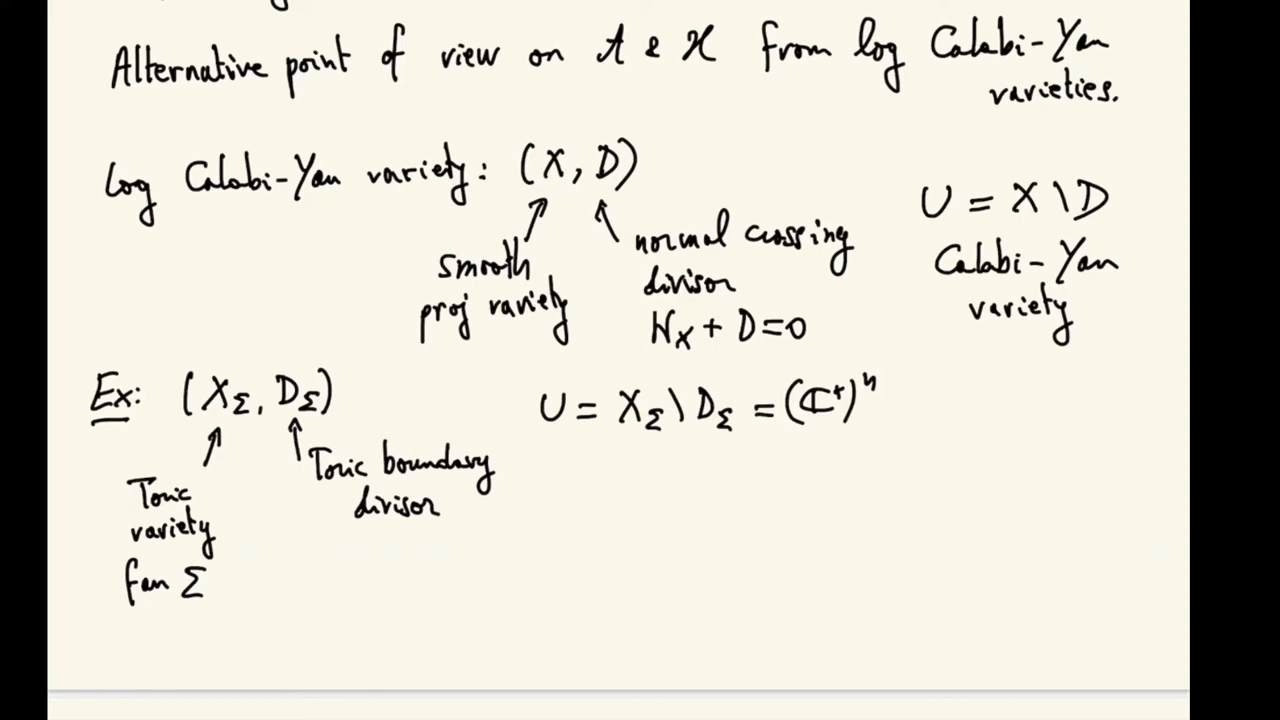 Alternative point of view on A & X from log Calabi-Yau
varieties.
Log Calabi-Yau variety: (X, D)
U = X \ D
Calabi-Yau
variety
smooth
proj variety
normal crossing
divisor
K_X + D = 0
Ex: (X_Σ, D_Σ)
U = X_Σ \ D_Σ = (ℂ*)ⁿ
Toric
variety
fan Σ
Toric boundary
divisor